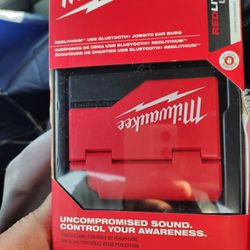 REDLITHIUM™ USB BLUETOOTH® JOBSITE EAR BUDS
AUDÍFONOS DE OBRA USB BLUETOOTH® REDLITHIUM™
ÉCOUTEURS DE CHANTIER USB BLUETOOTH® REDLITHIUM™
REDLIT
Milwaukee
UNCOMPROMISED SOUND.
CONTROL YOUR AWARENESS.